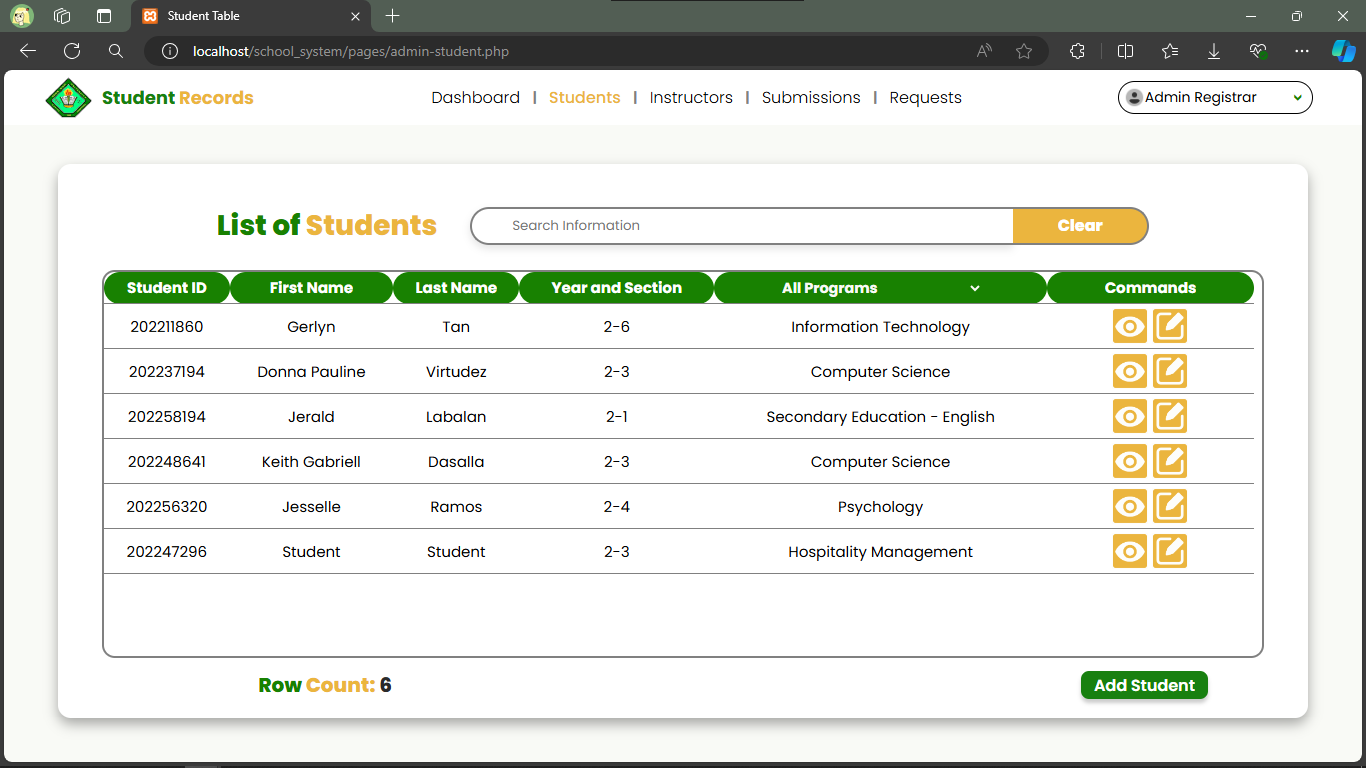 Student Table
localhost/school_system/pages/admin-student.php
Student Records
Dashboard | Students | Instructors | Submissions | Requests
Admin Registrar
List of Students
Search Information
Clear
Student ID First Name Last Name Year and Section All Programs Commands
202211860 Gerlyn Tan 2-6 Information Technology
202237194 Donna Pauline Virtudez 2-3 Computer Science
202258194 Jerald Labalan 2-1 Secondary Education - English
202248641 Keith Gabriell Dasalla 2-3 Computer Science
202256320 Jesselle Ramos 2-4 Psychology
202247296 Student Student 2-3 Hospitality Management
Row Count: 6
Add Student